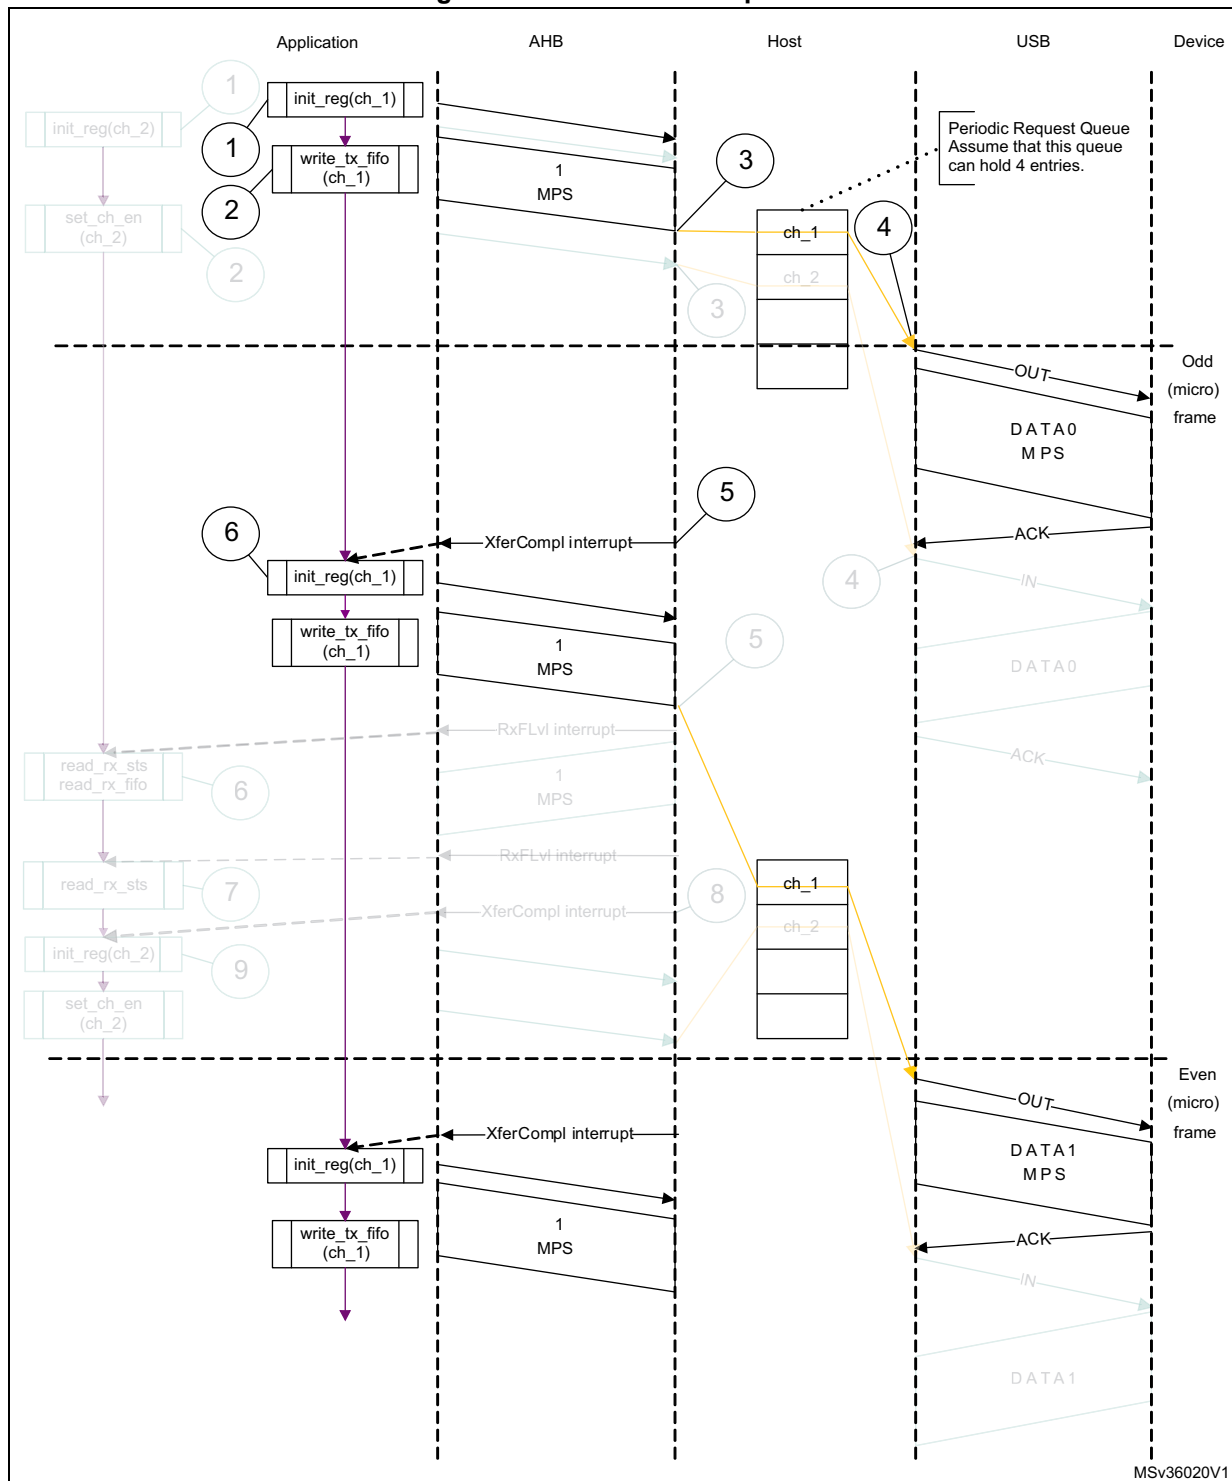 Application
AHB
Host
USB
Device
1
init_reg(ch_1)
init_reg(ch_2)
Periodic Request Queue
Assume that this queue
can hold 4 entries.
1
write_tx_fifo
(ch_1)
1
MPS
3
2
set_ch_en
(ch_2)
2
ch_1
4
ch_2
3
OUT
Odd
(micro)
frame
DATA0
MPS
5
6
XferCompl interrupt
ACK
init_reg(ch_1)
4
IN
write_tx_fifo
(ch_1)
1
MPS
5
DATA0
RxFLvl interrupt
read_rx_sts
read_rx_fifo
6
1
MPS
ACK
RxFLvl interrupt
read_rx_sts
7
ch_1
8
XferCompl interrupt
ch_2
init_reg(ch_2)
9
set_ch_en
(ch_2)
Even
(micro)
frame
OUT
XferCompl interrupt
DATA1
MPS
init_reg(ch_1)
write_tx_fifo
(ch_1)
1
MPS
ACK
IN
DATA1
MSv36020V1